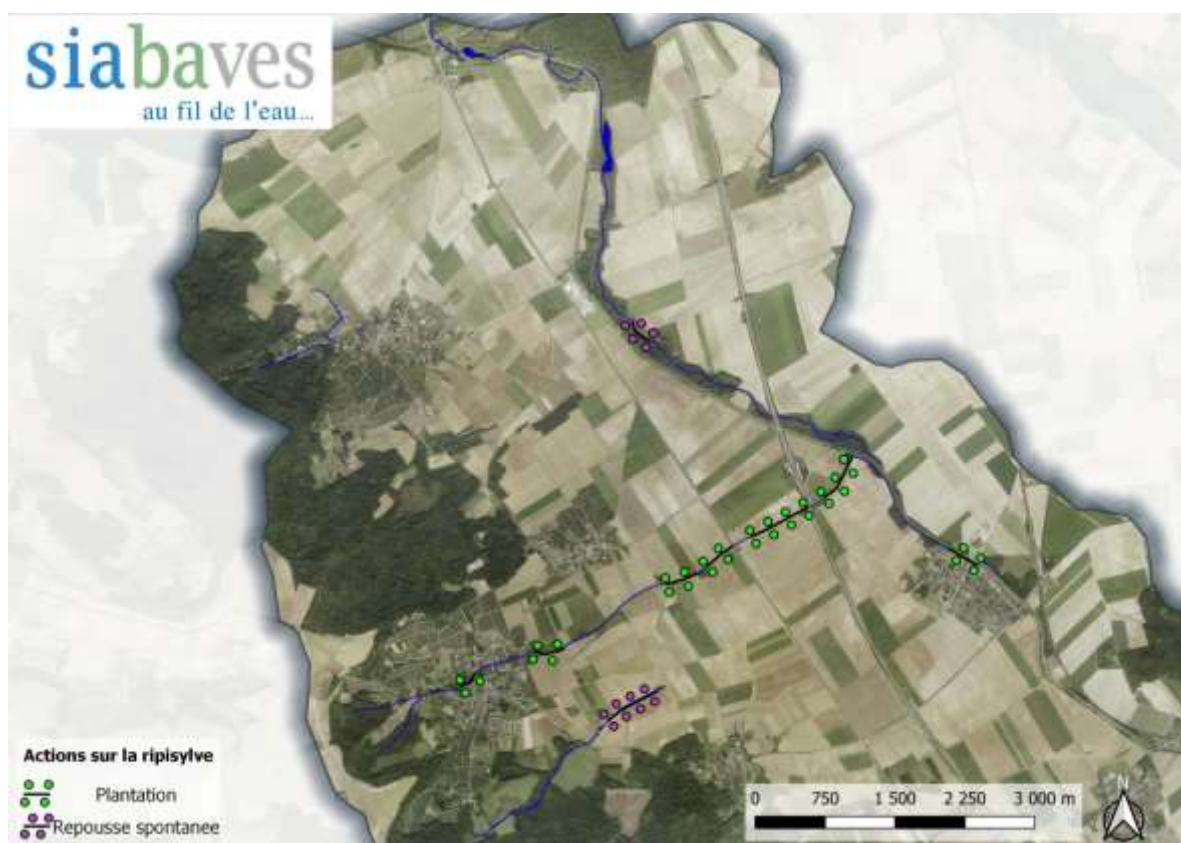 siabaves
au fil de l'eau...
Actions sur la ripisylve
Plantation
Repousse spontanee
0 750 1 500 2 250 3 000 m
N